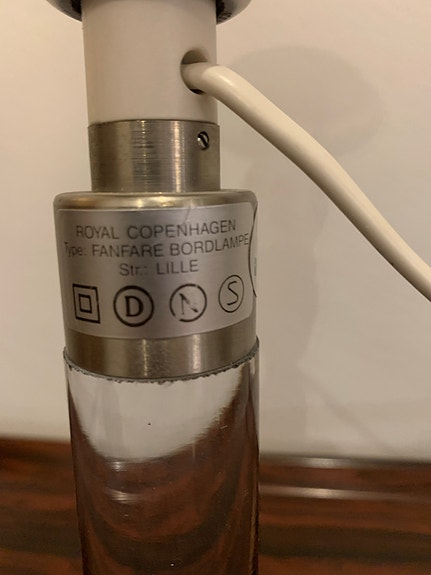 ROYAL COPENHAGEN
Type: FANFARE BORDLAMPE
Str.: LILLE
D N S